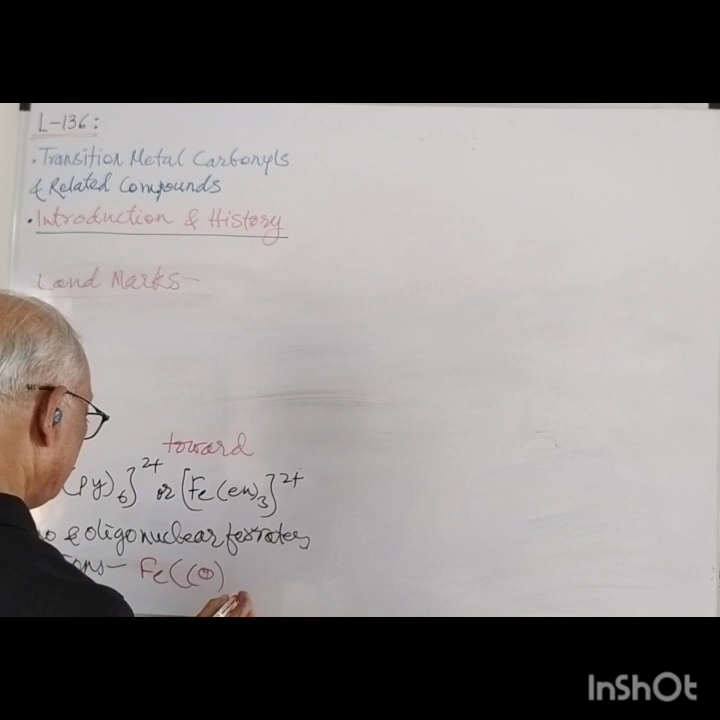 L-136:
. Transition Metal Carbonyls
& Related Compounds
. Introduction & History
Land Marks-
toward
(py)6]2+ or [Fe(en)3]2+
& oligonuclear ferrates
ions- Fe(CO)
InShOt